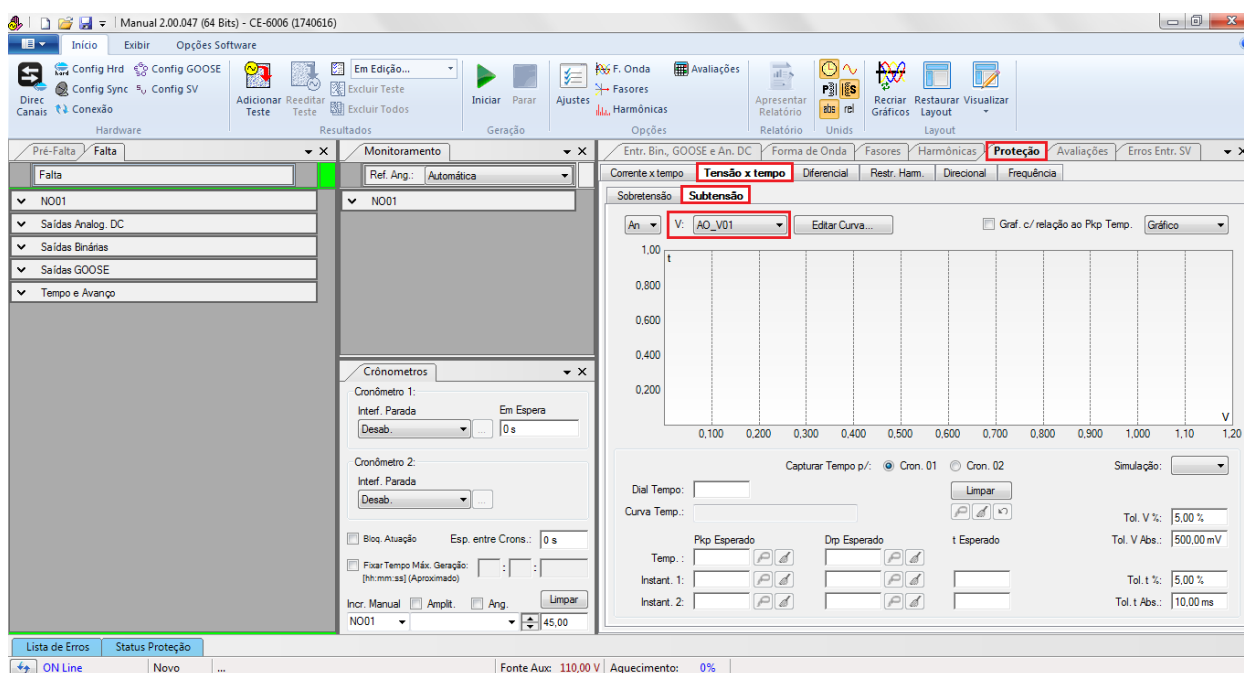 Manual 2.00.047 (64 Bits) - CE-6006 (1740616)
Início Exibir Opções Software
Direc Canais
Config Hrd Config GOOSE
Config Sync Config SV
Conexão
Hardware
Adicionar Teste
Reeditar Teste
Em Edição...
Excluir Teste
Excluir Todos
Resultados
Iniciar Parar
Geração
Ajustes
F. Onda Avaliações
Fasores
Harmônicas
Opções
Apresentar Relatório
Relatório
abs rel
Unids
Recriar Gráficos
Restaurar Layout
Visualizar
Layout
Pré-Falta Falta
Falta
NO01
Saídas Analog. DC
Saídas Binárias
Saídas GOOSE
Tempo e Avanço
Monitoramento
Ref. Ang.: Automática
NO01
Crônometros
Cronômetro 1:
Interf. Parada Em Espera
Desab. ... 0 s
Cronômetro 2:
Interf. Parada
Desab. ...
Bloq. Atuação Esp. entre Crons.: 0 s
Fixar Tempo Máx. Geração: : :
[hh:mm:ss] (Aproximado)
Incr. Manual Amplit. Ang. Limpar
NO01 45,00
Entr. Bin., GOOSE e An. DC Forma de Onda Fasores Harmônicas Proteção Avaliações Erros Entr. SV
Corrente x tempo Tensão x tempo Diferencial Restr. Harm. Direcional Frequência
Sobretensão Subtensão
An V: AO_V01 Editar Curva... Graf. c/ relação ao Pkp Temp. Gráfico
1,00 t
0,800
0,600
0,400
0,200
V
0,100 0,200 0,300 0,400 0,500 0,600 0,700 0,800 0,900 1,000 1,10 1,20
Capturar Tempo p/: Cron. 01 Cron. 02 Simulação:
Dial Tempo: Limpar
Curva Temp.: Tol. V %: 5,00 %
Pkp Esperado Drp Esperado t Esperado Tol. V Abs.: 500,00 mV
Temp. :
Instant. 1: Tol. t %: 5,00 %
Instant. 2: Tol. t Abs.: 10,00 ms
Lista de Erros Status Proteção
ON Line Novo ... Fonte Aux: 110,00 V Aquecimento: 0%